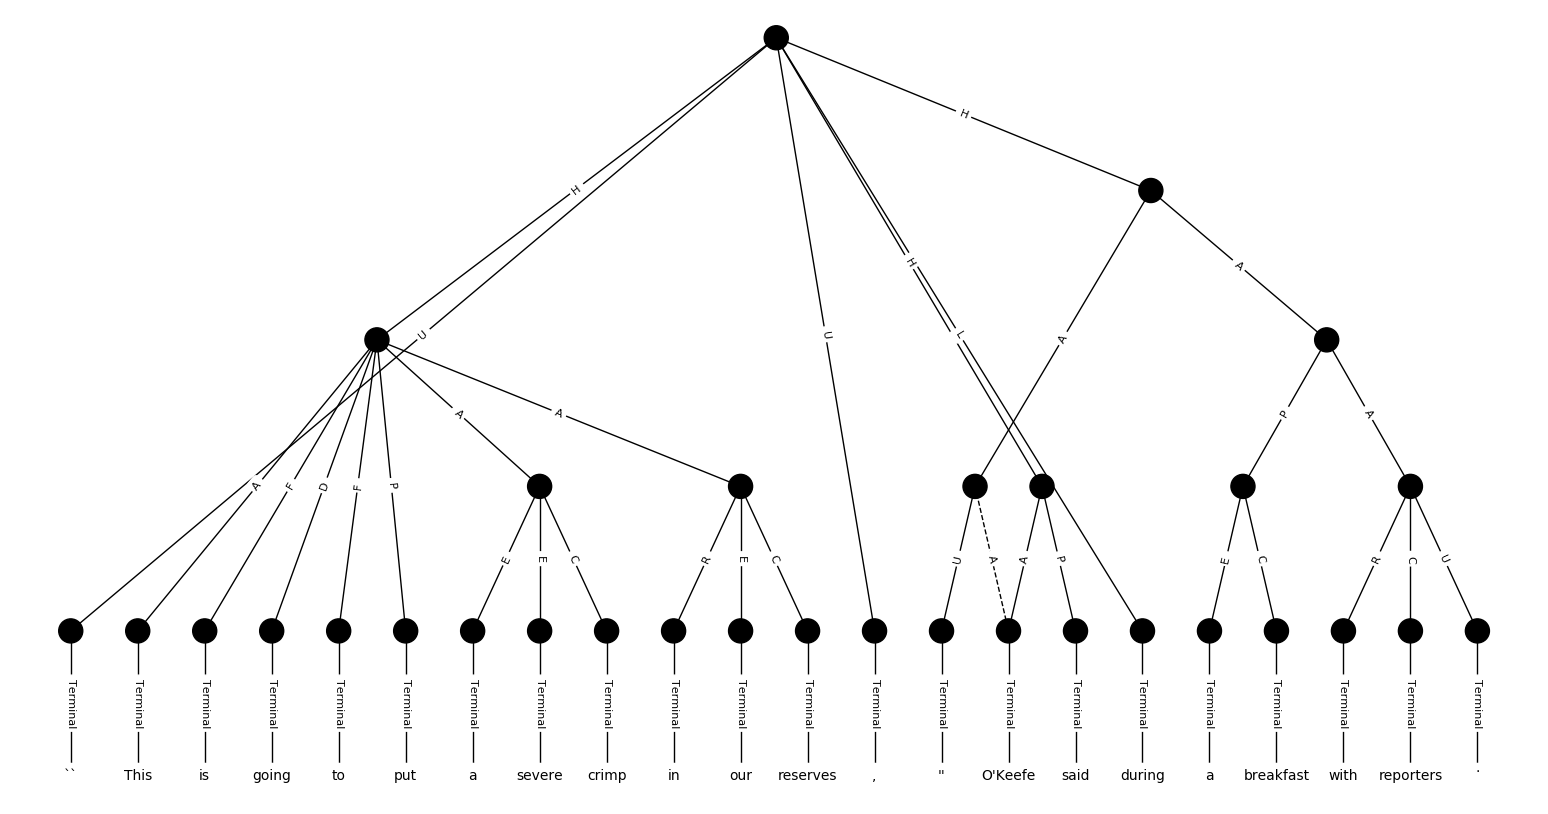 H
H
U
H
L
U
A
A
A
A
P
A
A
F
D
F
P
E
E
C
R
E
C
U
A
A
P
E
C
R
C
U
Terminal Terminal Terminal Terminal Terminal Terminal Terminal Terminal Terminal Terminal Terminal Terminal Terminal Terminal Terminal Terminal Terminal Terminal Terminal Terminal Terminal Terminal
`` This is going to put a severe crimp in our reserves , " O'Keefe said during a breakfast with reporters .